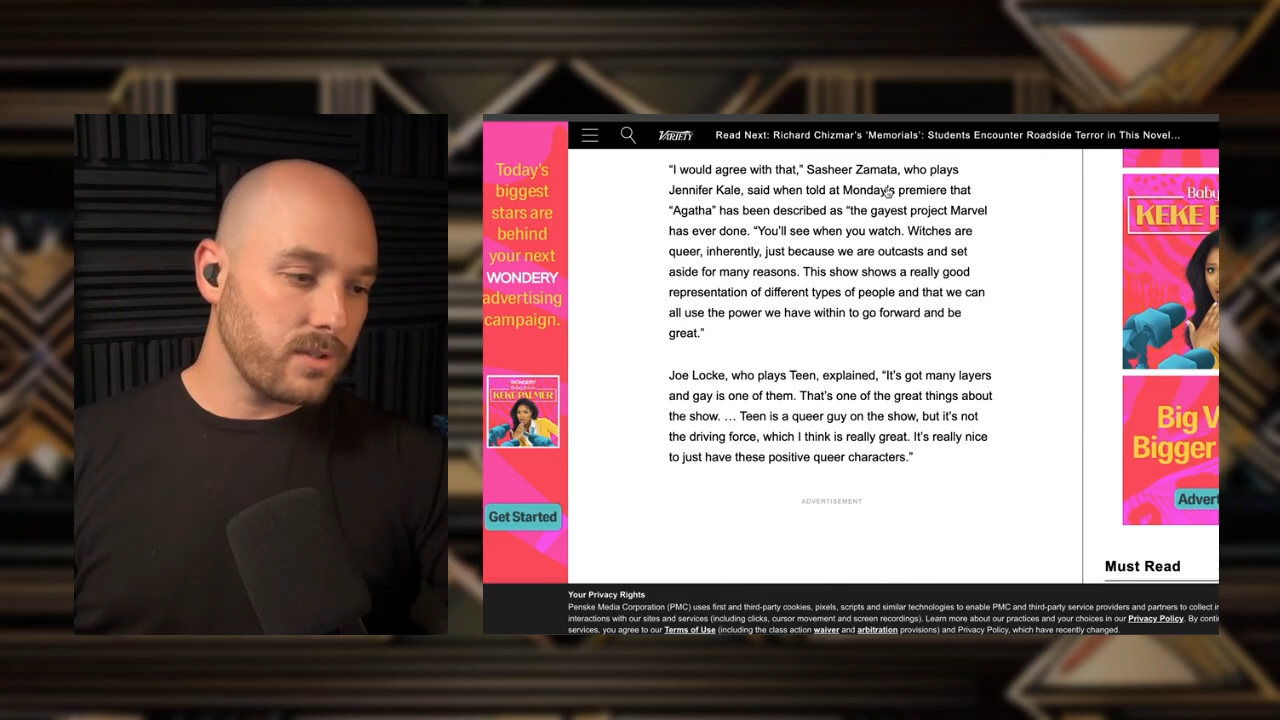 Today's
biggest
stars are
behind
your next
WONDERY
advertising
campaign.
WONDERY
KEKE PALMER
Get Started
VARIETY
Read Next: Richard Chizmar's 'Memorials': Students Encounter Roadside Terror in This Novel...
“I would agree with that,” Sasheer Zamata, who plays
Jennifer Kale, said when told at Monday's premiere that
“Agatha” has been described as “the gayest project Marvel
has ever done. “You'll see when you watch. Witches are
queer, inherently, just because we are outcasts and set
aside for many reasons. This show shows a really good
representation of different types of people and that we can
all use the power we have within to go forward and be
great.”
Joe Locke, who plays Teen, explained, “It's got many layers
and gay is one of them. That's one of the great things about
the show. … Teen is a queer guy on the show, but it's not
the driving force, which I think is really great. It's really nice
to just have these positive queer characters.”
ADVERTISEMENT
Baby
KEKE P
Big V
Bigger
Advert
Must Read
Your Privacy Rights
Penske Media Corporation (PMC) uses first and third-party cookies, pixels, scripts and similar technologies to enable PMC and third-party service providers and partners to collect in
interactions with our sites and services (including clicks, cursor movement and screen recordings). Learn more about our practices and your choices in our Privacy Policy. By conti
services, you agree to our Terms of Use (including the class action waiver and arbitration provisions) and Privacy Policy, which have recently changed.